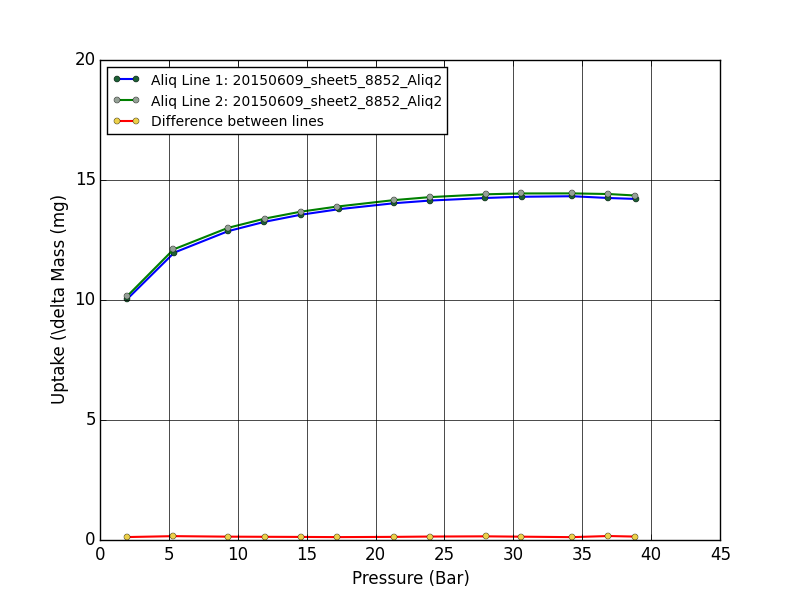 20
15
10
5
0
0 5 10 15 20 25 30 35 40 45
Aliq Line 1: 20150609_sheet5_8852_Aliq2
Aliq Line 2: 20150609_sheet2_8852_Aliq2
Difference between lines
Uptake (\delta Mass (mg)
Pressure (Bar)